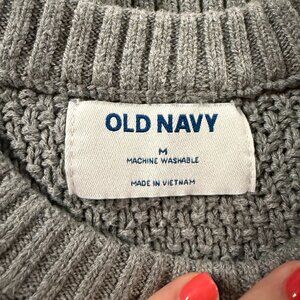 OLD NAVY
M
MACHINE WASHABLE
MADE IN VIETNAM